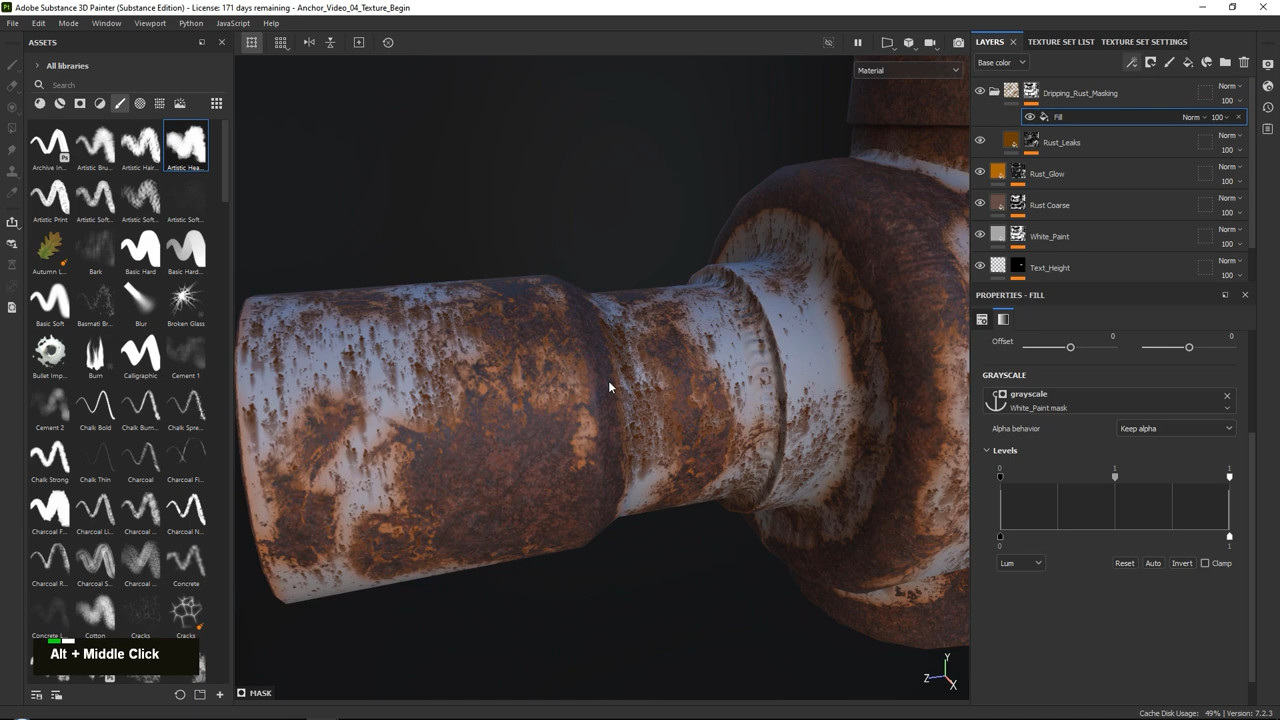 Adobe Substance 3D Painter (Substance Edition) - License: 171 days remaining - Anchor_Video_04_Texture_Begin
File Edit Mode Window Viewport Python JavaScript Help
ASSETS
All libraries
Search
Archive In...
Artistic Bru...
Artistic Hair...
Artistic Hea...
Artistic Print
Artistic Soft...
Artistic Soft...
Artistic Soft...
Autumn L...
Bark
Basic Hard
Basic Hard...
Basic Soft
Basmati Br...
Blur
Broken Glass
Bullet Imp...
Burn
Calligraphic
Cement 1
Cement 2
Chalk Bold
Chalk Bum...
Chalk Spre...
Chalk Strong
Chalk Thin
Charcoal
Charcoal Fi...
Charcoal F...
Charcoal Li...
Charcoal M...
Charcoal N...
Charcoal R...
Charcoal S...
Charcoal ...
Concrete
Concrete L...
Cotton
Cracks
Cracks
Alt + Middle Click
Material
MASK
Y
Z
X
LAYERS
TEXTURE SET LIST
TEXTURE SET SETTINGS
Base color
Dripping_Rust_Masking Norm 100
Fill Norm 100
Rust_Leaks Norm 100
Rust_Glow Norm 100
Rust Coarse Norm 100
White_Paint Norm 100
Text_Height Norm 100
PROPERTIES - FILL
Offset 0 0
GRAYSCALE
grayscale
White_Paint mask
Alpha behavior Keep alpha
Levels
0 1 1
0 1
Lum Reset Auto Invert Clamp
Cache Disk Usage: 49% | Version: 7.2.3